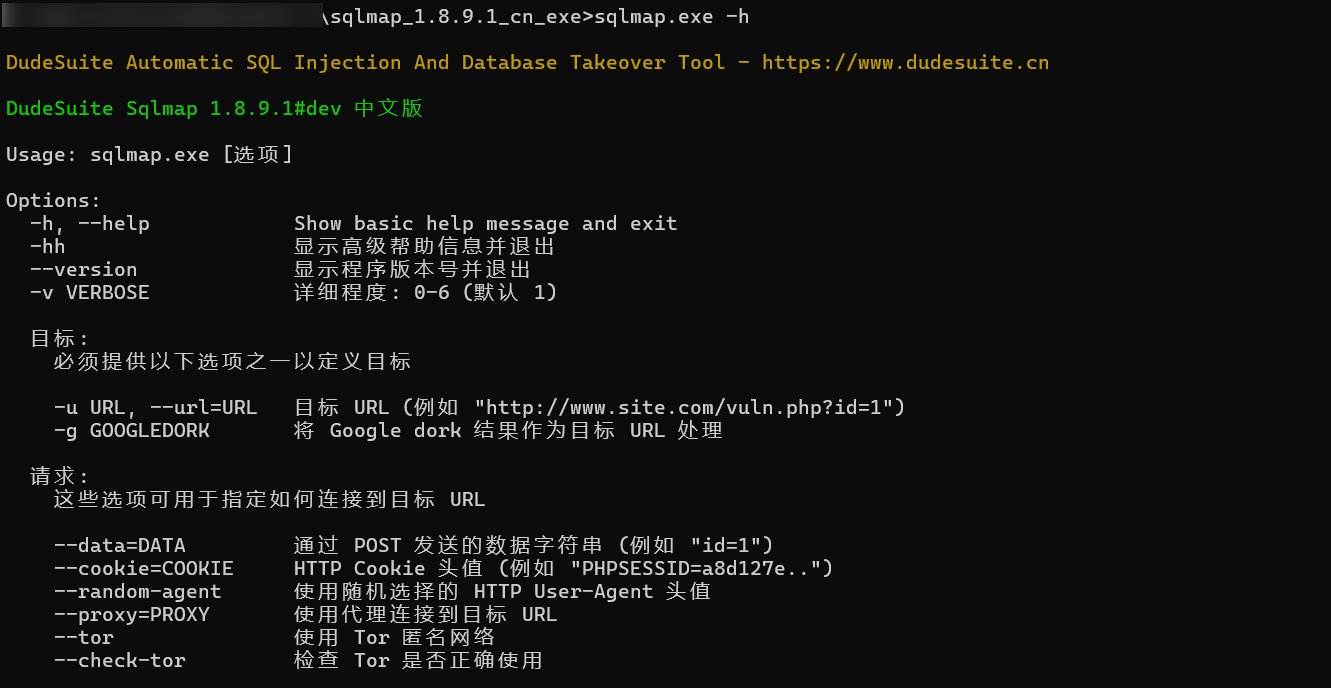 \sqlmap_1.8.9.1_cn_exe>sqlmap.exe -h
DudeSuite Automatic SQL Injection And Database Takeover Tool - https://www.dudesuite.cn
DudeSuite Sqlmap 1.8.9.1#dev 中文版
Usage: sqlmap.exe [选项]
Options:
-h, --help Show basic help message and exit
-hh 显示高级帮助信息并退出
--version 显示程序版本号并退出
-v VERBOSE 详细程度: 0-6 (默认 1)
目标:
必须提供以下选项之一以定义目标
-u URL, --url=URL 目标 URL (例如 "http://www.site.com/vuln.php?id=1")
-g GOOGLEDORK 将 Google dork 结果作为目标 URL 处理
请求:
这些选项可用于指定如何连接到目标 URL
--data=DATA 通过 POST 发送的数据字符串 (例如 "id=1")
--cookie=COOKIE HTTP Cookie 头值 (例如 "PHPSESSID=a8d127e..")
--random-agent 使用随机选择的 HTTP User-Agent 头值
--proxy=PROXY 使用代理连接到目标 URL
--tor 使用 Tor 匿名网络
--check-tor 检查 Tor 是否正确使用